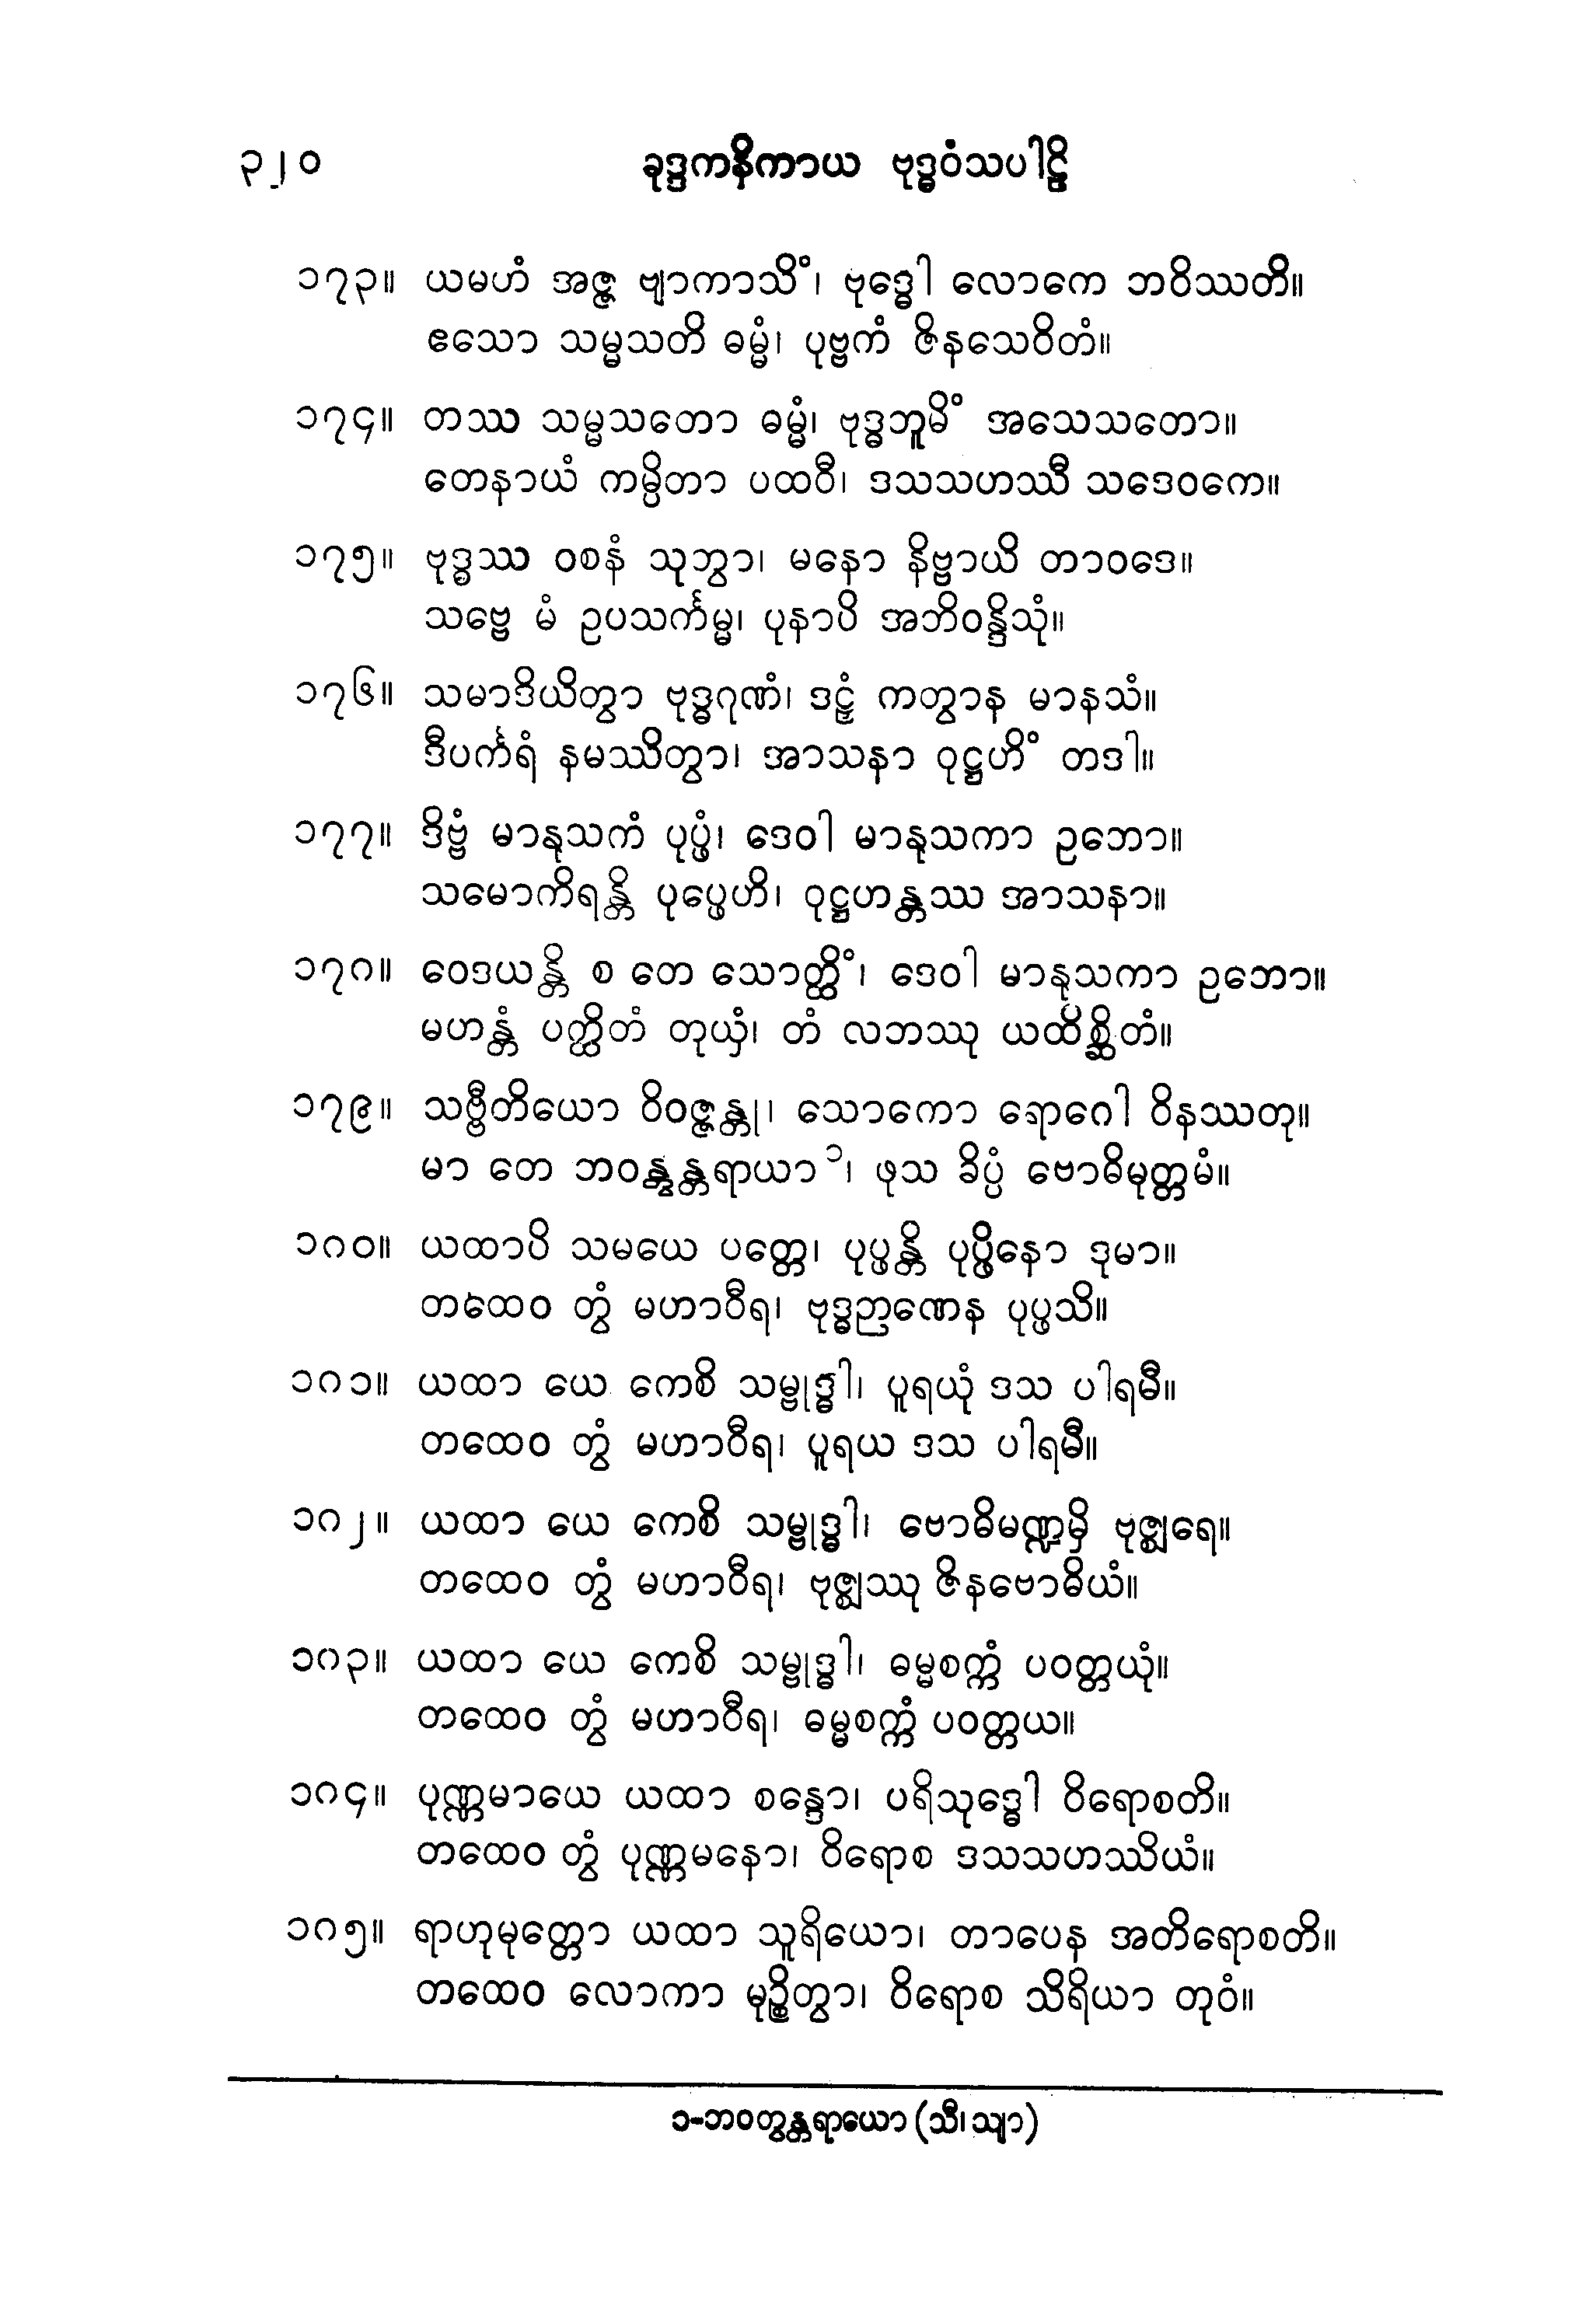 ၃၂၀ ခုဒ္ဒကနိကာယ ဗုဒ္ဓဝံသပါဠိ
၁၇၃။ ယမဟံ အဇ္ဇ ဗျာကာသိံ၊ ဗုဒ္ဓေါ လောကေ ဘဝိဿတိ။
ဧသော သမ္မသတိ ဓမ္မံ၊ ပုဗ္ဗကံ ဇိနသေဝိတံ။
၁၇၄။ တဿ သမ္မသတော ဓမ္မံ၊ ဗုဒ္ဓဘူမိံ အသေသတော။
တေနာယံ ကမ္ပိတာ ပထဝီ၊ ဒသသဟဿီ သဒေဝကေ။
၁၇၅။ ဗုဒ္ဓဿ ဝစနံ သုတွာ၊ မနော နိဗ္ဗာယိ တာဝဒေ။
သဗ္ဗေ မံ ဥပသင်္ကမ္မ၊ ပုနာပိ အဘိဝန္ဒိသုံ။
၁၇၆။ သမာဒိယိတွာ ဗုဒ္ဓဂုဏံ၊ ဒဠှံ ကတွာန မာနသံ။
ဒီပင်္ကရံ နမဿိတွာ၊ အာသနာ ဝုဋ္ဌဟိံ တဒါ။
၁၇၇။ ဒိဗ္ဗံ မာနုသကံ ပုပ္ဖံ၊ ဒေဝါ မာနုသကာ ဥဘော။
သမောကိရန္တိ ပုပ္ဖေဟိ၊ ဝုဋ္ဌဟန္တဿ အာသနာ။
၁၇၈။ ဝေဒယန္တိ စ တေ သောတ္ထိံ၊ ဒေဝါ မာနုသကာ ဥဘော။
မဟန္တံ ပတ္ထိတံ တုယှံ၊ တံ လဘဿု ယထိစ္ဆိတံ။
၁၇၉။ သဗ္ဗီတိယော ဝိဝဇ္ဇန္တု၊ သောကော ရောဂေါ ဝိနဿတု။
မာ တေ ဘဝန္တွန္တရာယာ ၁၊ ဖုသ ခိပ္ပံ ဗောဓိမုတ္တမံ။
၁၈၀။ ယထာပိ သမယေ ပတ္တေ၊ ပုပ္ဖန္တိ ပုပ္ဖိနော ဒုမာ။
တထေဝ တွံ မဟာဝီရ၊ ဗုဒ္ဓဉာဏေန ပုပ္ဖသိ။
၁၈၁။ ယထာ ယေ ကေစိ သမ္ဗုဒ္ဓါ၊ ပူရယုံ ဒသ ပါရမီ။
တထေဝ တွံ မဟာဝီရ၊ ပူရယ ဒသ ပါရမီ။
၁၈၂။ ယထာ ယေ ကေစိ သမ္ဗုဒ္ဓါ၊ ဗောဓိမဏ္ဍမှိ ဗုဇ္ဈရေ။
တထေဝ တွံ မဟာဝီရ၊ ဗုဇ္ဈဿု ဇိနဗောဓိယံ။
၁၈၃။ ယထာ ယေ ကေစိ သမ္ဗုဒ္ဓါ၊ ဓမ္မစက္ကံ ပဝတ္တယုံ။
တထေဝ တွံ မဟာဝီရ၊ ဓမ္မစက္ကံ ပဝတ္တယ။
၁၈၄။ ပုဏ္ဏမာယေ ယထာ စန္ဒော၊ ပရိသုဒ္ဓေါ ဝိရောစတိ။
တထေဝ တွံ ပုဏ္ဏမနော၊ ဝိရောစ ဒသသဟဿိယံ။
၁၈၅။ ရာဟုမုတ္တော ယထာ သူရိယော၊ တာပေန အတိရောစတိ။
တထေဝ လောကာ မုဉ္စိတွာ၊ ဝိရောစ သိရိယာ တုဝံ။
၁-ဘဝတွန္တရာယော (သီ၊ သျာ)